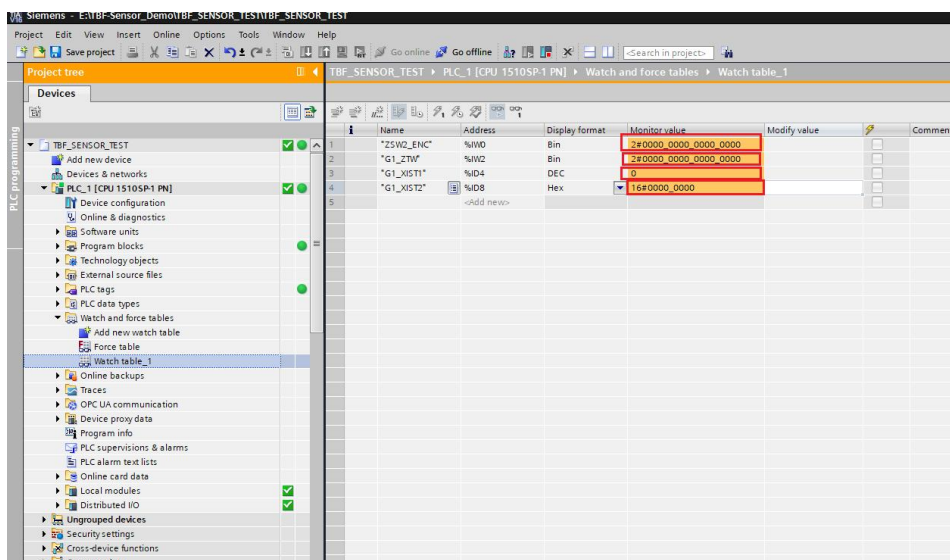 Siemens - E:\TBF-Sensor_Demo\TBF_SENSOR_TEST\TBF_SENSOR_TEST
Project Edit View Insert Online Options Tools Window Help
Save project Go online Go offline <Search in project>
Project tree
TBF_SENSOR_TEST PLC_1 [CPU 1510SP-1 PN] Watch and force tables Watch table_1
Devices
PLC programming
i Name Address Display format Monitor value Modify value Commen
1 "ZSW2_ENC" %IW0 Bin 2#0000_0000_0000_0000
2 "G1_ZTW" %IW2 Bin 2#0000_0000_0000_0000
3 "G1_XIST1" %ID4 DEC 0
4 "G1_XIST2" %ID8 Hex 16#0000_0000
5 <Add new>
TBF_SENSOR_TEST
Add new device
Devices & networks
PLC_1 [CPU 1510SP-1 PN]
Device configuration
Online & diagnostics
Software units
Program blocks
Technology objects
External source files
PLC tags
PLC data types
Watch and force tables
Add new watch table
Force table
Watch table_1
Online backups
Traces
OPC UA communication
Device proxy data
Program info
PLC supervisions & alarms
PLC alarm text lists
Online card data
Local modules
Distributed I/O
Ungrouped devices
Security settings
Cross-device functions